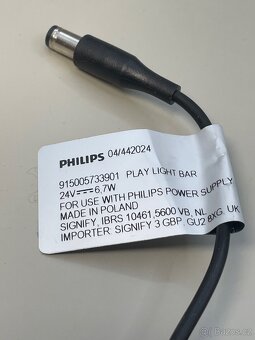 PHILIPS 04/442024
915005733901 PLAY LIGHT BAR
24V⎓6,7W
FOR USE WITH PHILIPS POWER SUPPLY
MADE IN POLAND
SIGNIFY, IBRS 10461,5600 VB, NL
IMPORTER: SIGNIFY 3 GBP, GU2 8XG, UK